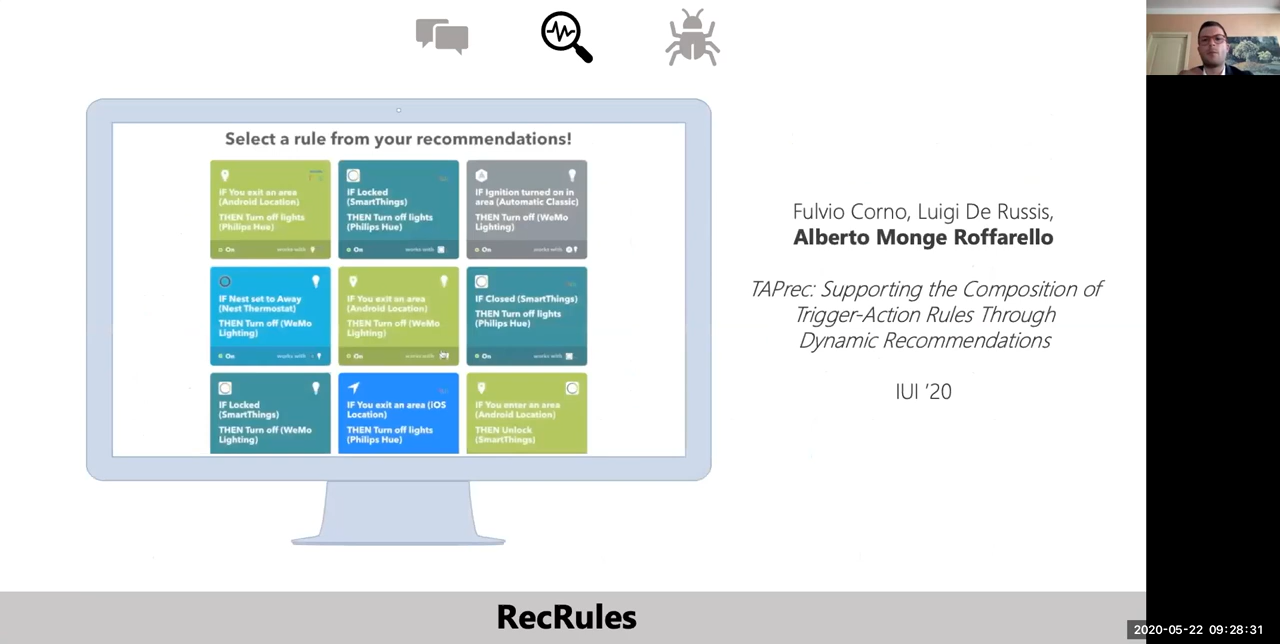 Select a rule from your recommendations!
IF You exit an area
(Android Location)
THEN Turn off lights
(Philips Hue)
On
works with
IF Locked
(SmartThings)
THEN Turn off lights
(Philips Hue)
On
works with
IF Ignition turned on in
area (Automatic Classic)
THEN Turn off (WeMo
Lighting)
On
works with
IF Nest set to Away
(Nest Thermostat)
THEN Turn off (WeMo
Lighting)
On
works with
IF You exit an area
(Android Location)
THEN Turn off (WeMo
Lighting)
On
works with
IF Closed (SmartThings)
THEN Turn off lights
(Philips Hue)
On
works with
IF Locked
(SmartThings)
THEN Turn off (WeMo
Lighting)
IF You exit an area (iOS
Location)
THEN Turn off lights
(Philips Hue)
IF You enter an area
(Android Location)
THEN Unlock
(SmartThings)
Fulvio Corno, Luigi De Russis,
Alberto Monge Roffarello
TAPrec: Supporting the Composition of
Trigger-Action Rules Through
Dynamic Recommendations
IUI ’20
RecRules
2020-05-22 09:28:31